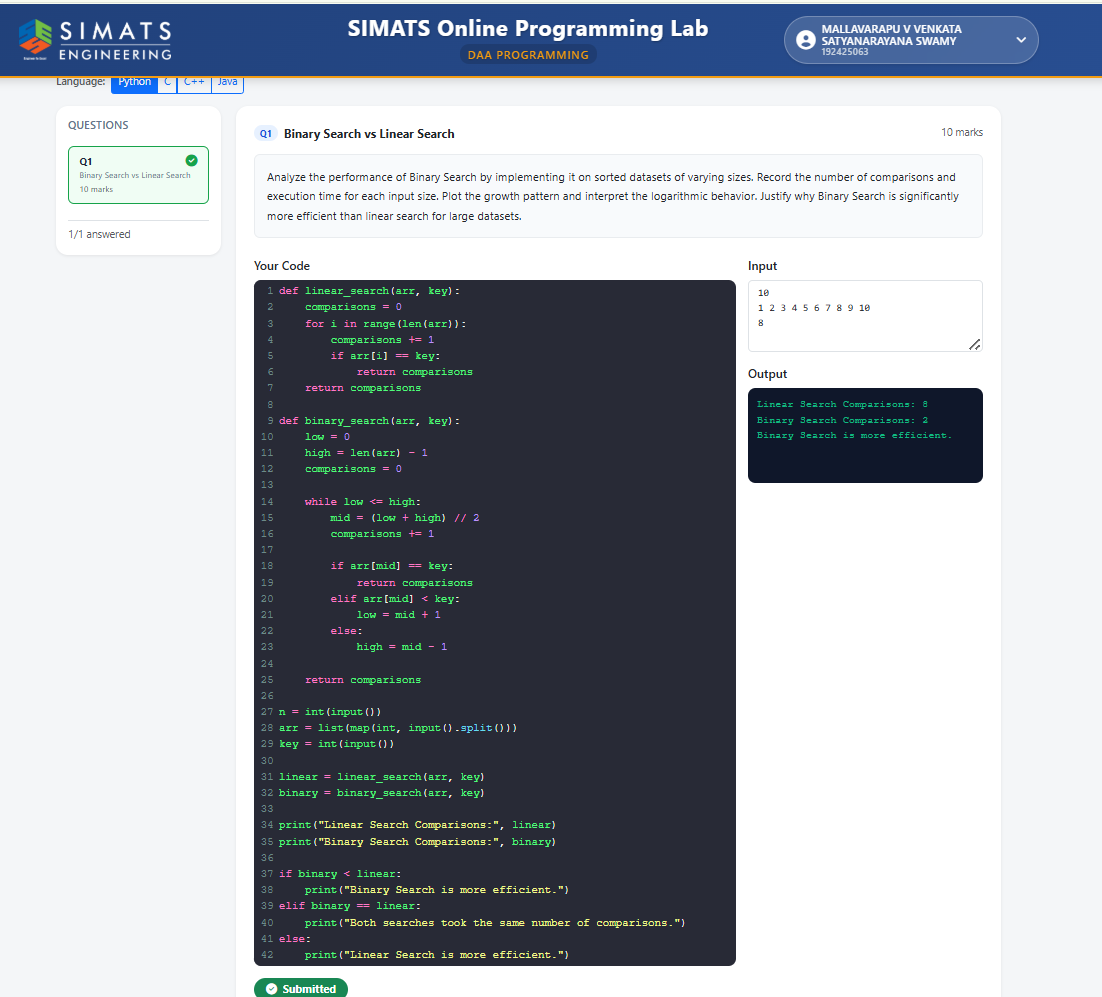 SIMATS
ENGINEERING
SIMATS Online Programming Lab
DAA PROGRAMMING
MALLAVARAPU V VENKATA
SATYANARAYANA SWAMY
192425063
Language: Python C C++ Java
QUESTIONS
Q1
Binary Search vs Linear Search
10 marks
1/1 answered
Q1 Binary Search vs Linear Search
10 marks
Analyze the performance of Binary Search by implementing it on sorted datasets of varying sizes. Record the number of comparisons and
execution time for each input size. Plot the growth pattern and interpret the logarithmic behavior. Justify why Binary Search is significantly
more efficient than linear search for large datasets.
Your Code
1 def linear_search(arr, key):
2     comparisons = 0
3     for i in range(len(arr)):
4         comparisons += 1
5         if arr[i] == key:
6             return comparisons
7     return comparisons
8
9 def binary_search(arr, key):
10     low = 0
11     high = len(arr) - 1
12     comparisons = 0
13
14     while low <= high:
15         mid = (low + high) // 2
16         comparisons += 1
17
18         if arr[mid] == key:
19             return comparisons
20         elif arr[mid] < key:
21             low = mid + 1
22         else:
23             high = mid - 1
24
25     return comparisons
26
27 n = int(input())
28 arr = list(map(int, input().split()))
29 key = int(input())
30
31 linear = linear_search(arr, key)
32 binary = binary_search(arr, key)
33
34 print("Linear Search Comparisons:", linear)
35 print("Binary Search Comparisons:", binary)
36
37 if binary < linear:
38     print("Binary Search is more efficient.")
39 elif binary == linear:
40     print("Both searches took the same number of comparisons.")
41 else:
42     print("Linear Search is more efficient.")
Submitted
Input
10
1 2 3 4 5 6 7 8 9 10
8
Output
Linear Search Comparisons: 8
Binary Search Comparisons: 2
Binary Search is more efficient.